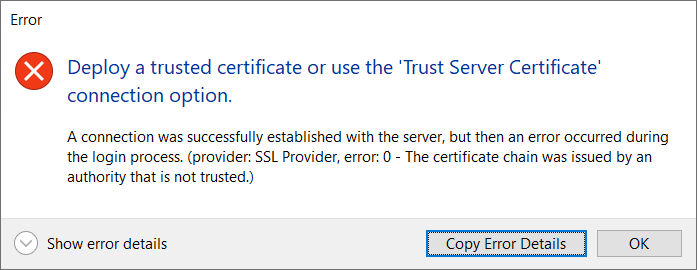 Error
Deploy a trusted certificate or use the 'Trust Server Certificate'
connection option.
A connection was successfully established with the server, but then an error occurred during
the login process. (provider: SSL Provider, error: 0 - The certificate chain was issued by an
authority that is not trusted.)
Show error details
Copy Error Details
OK